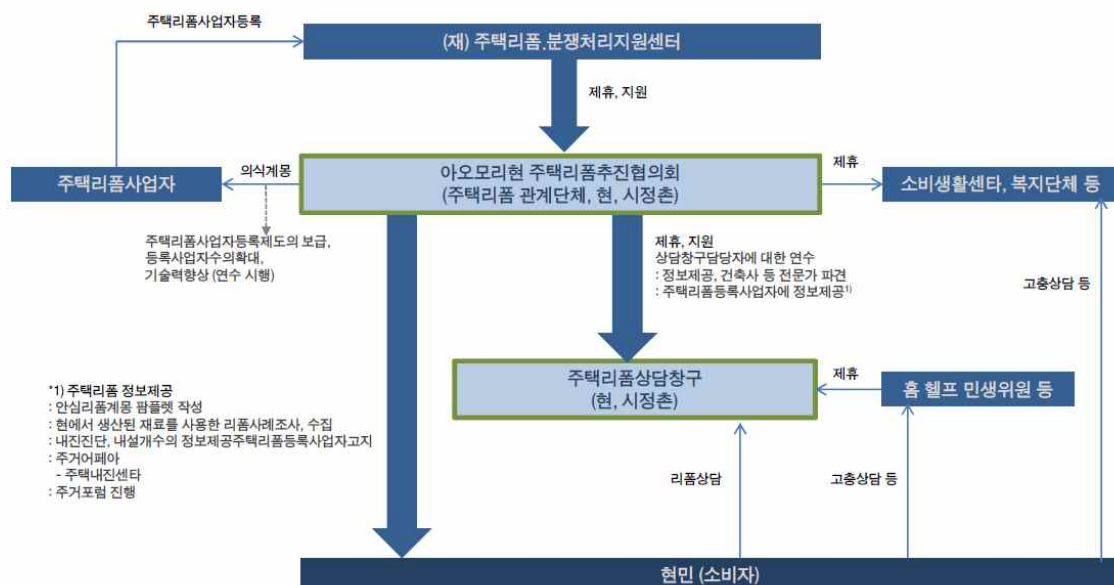 주택리폼사업자등록
(재) 주택리폼.분쟁처리지원센터
제휴, 지원
의식계몽
제휴
주택리폼사업자
아오모리현 주택리폼추진협의회
(주택리폼 관계단체, 현, 시정촌)
소비생활센타, 복지단체 등
주택리폼사업자등록제도의 보급,
등록사업자수의확대,
기술력향상 (연수 시행)
제휴, 지원
상담창구담당자에 대한 연수
: 정보제공, 건축사 등 전문가 파견
: 주택리폼등록사업자에 정보제공1)
고충상담 등
*1) 주택리폼 정보제공
: 안심리폼계몽 팜플렛 작성
: 현에서 생산된 재료를 사용한 리폼사례조사, 수집
: 내진진단, 내설개수의 정보제공주택리폼등록사업자고지
: 주거어페아
- 주택내진센타
: 주거포럼 진행
주택리폼상담창구
(현, 시정촌)
제휴
홈 헬프 민생위원 등
리폼상담
고충상담 등
현민 (소비자)